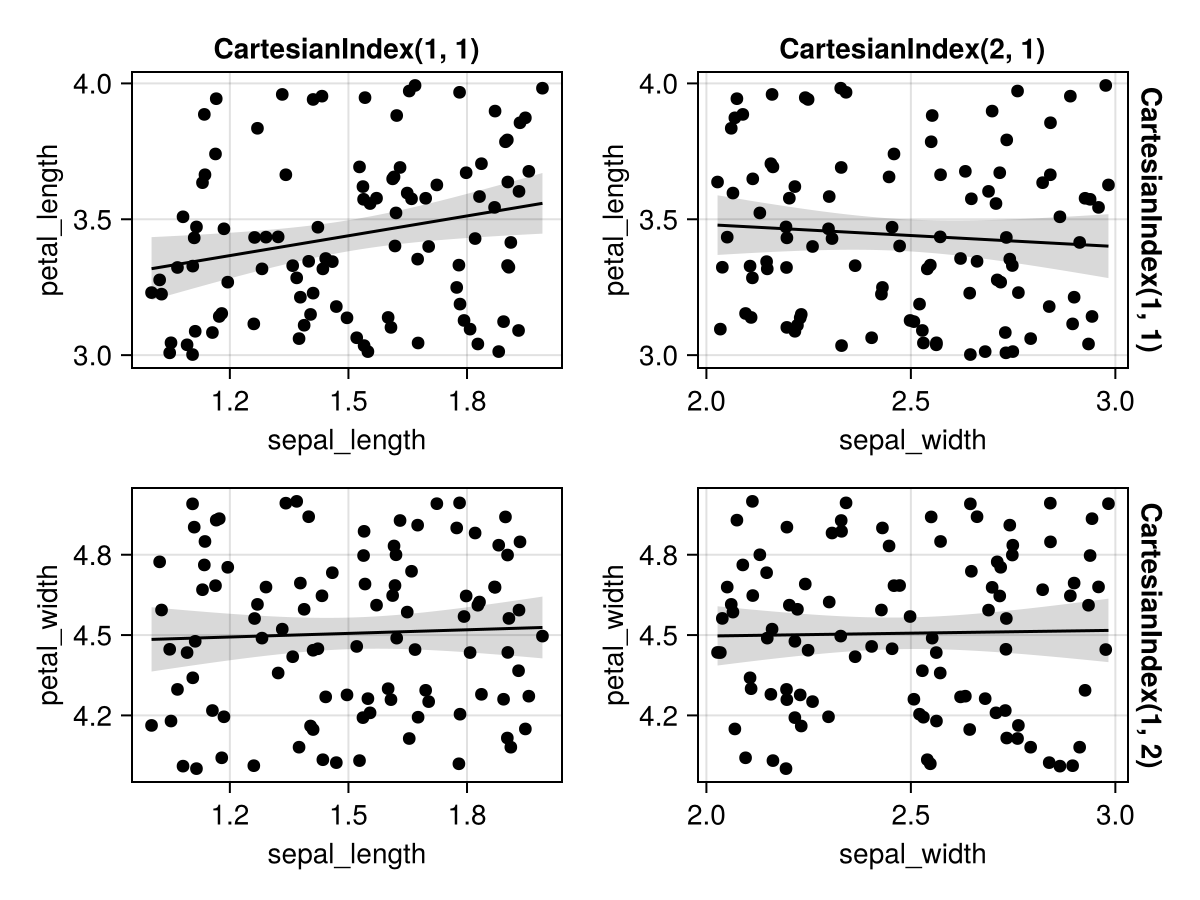 CartesianIndex(1, 1)
CartesianIndex(2, 1)
4.0
3.5
3.0
petal_length
1.2
1.5
1.8
sepal_length
4.0
3.5
3.0
petal_length
2.0
2.5
3.0
sepal_width
CartesianIndex(1, 1)
4.8
4.5
4.2
petal_width
1.2
1.5
1.8
sepal_length
4.8
4.5
4.2
petal_width
2.0
2.5
3.0
sepal_width
CartesianIndex(1, 2)